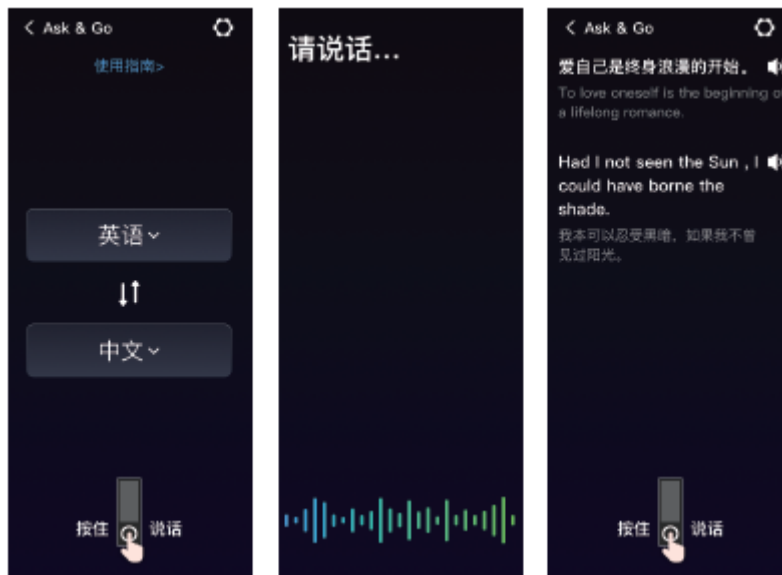 < Ask & Go
使用指南>
英语
中文
按住 说话
请说话...
< Ask & Go
爱自己是终身浪漫的开始。
To love oneself is the beginning of
a lifelong romance.
Had I not seen the Sun , I
could have borne the
shade.
我本可以忍受黑暗，如果我不曾
见过阳光。
按住 说话